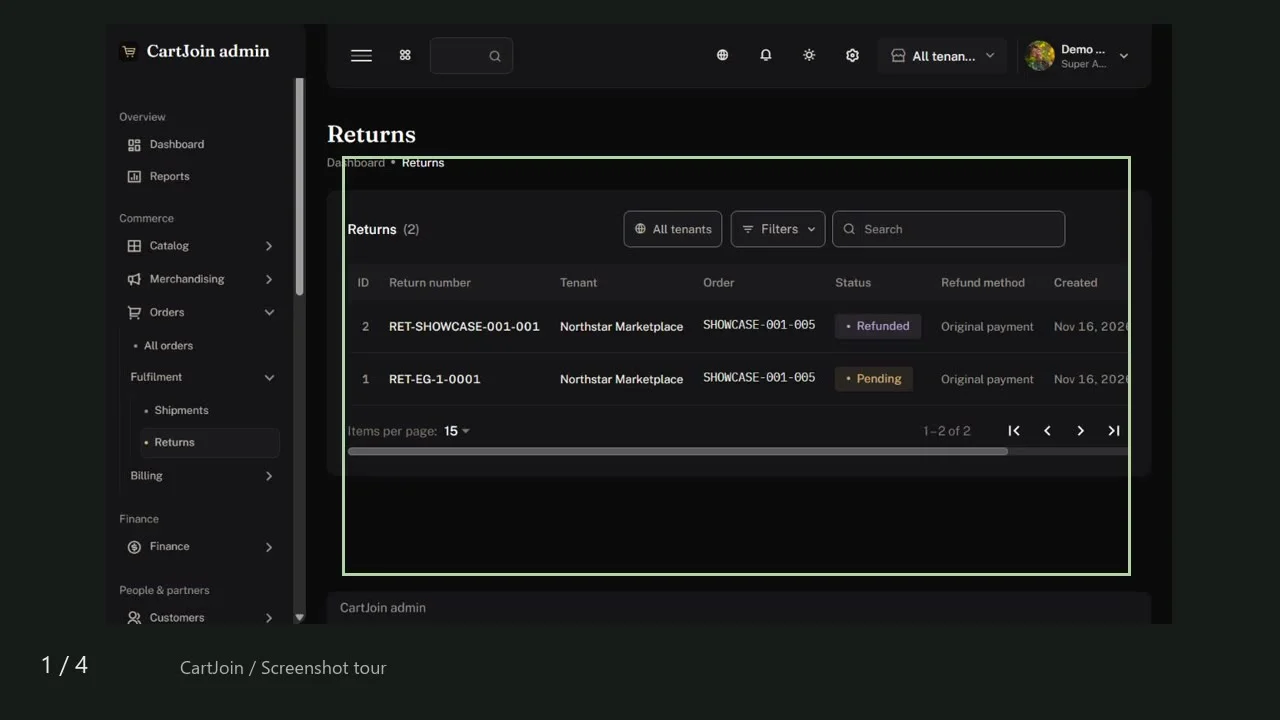 CartJoin admin
All tenan...
Demo ...
Super A...
Overview
Dashboard
Reports
Commerce
Catalog
Merchandising
Orders
All orders
Fulfilment
Shipments
Returns
Billing
Finance
Finance
People & partners
Customers
Returns
Dashboard • Returns
Returns (2)
All tenants
Filters
Search
ID Return number Tenant Order Status Refund method Created
2 RET-SHOWCASE-001-001 Northstar Marketplace SHOWCASE-001-005 • Refunded Original payment Nov 16, 2026
1 RET-EG-1-0001 Northstar Marketplace SHOWCASE-001-005 • Pending Original payment Nov 16, 2026
Items per page: 15
1–2 of 2
CartJoin admin
1 / 4
CartJoin / Screenshot tour